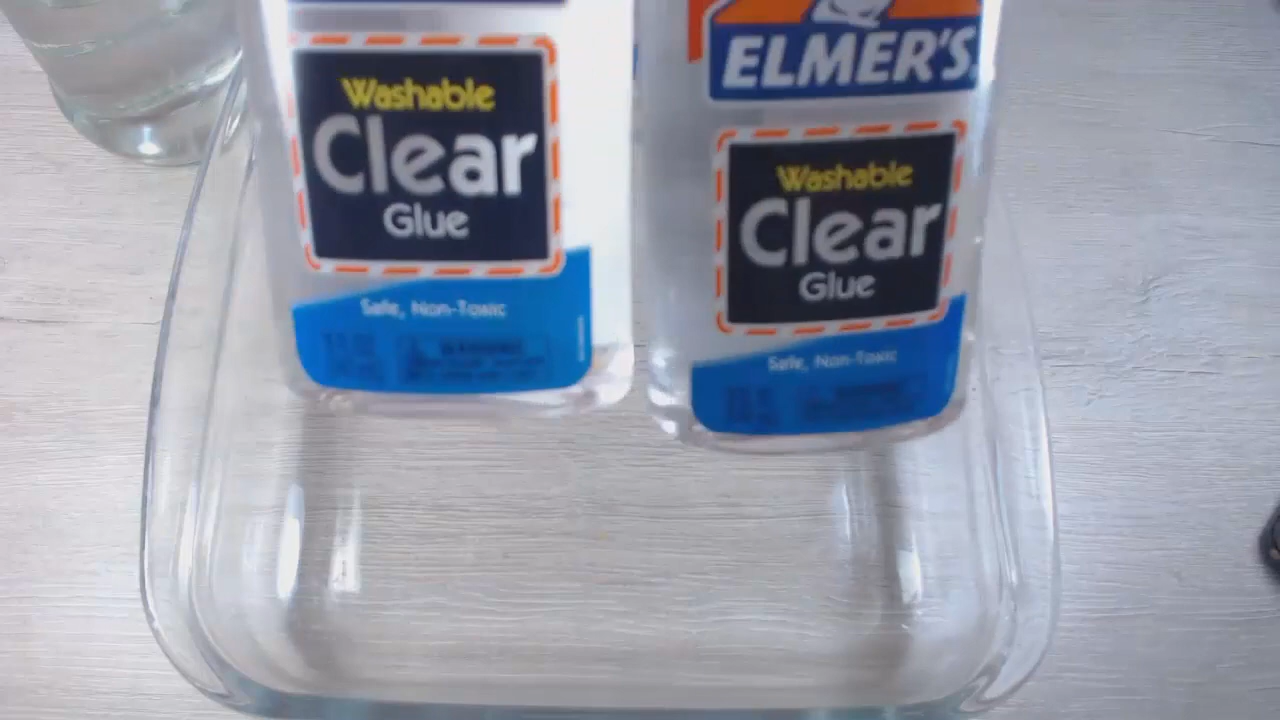 Washable
Clear
Glue
Safe, Non-Toxic
ELMER'S
Washable
Clear
Glue
Safe, Non-Toxic